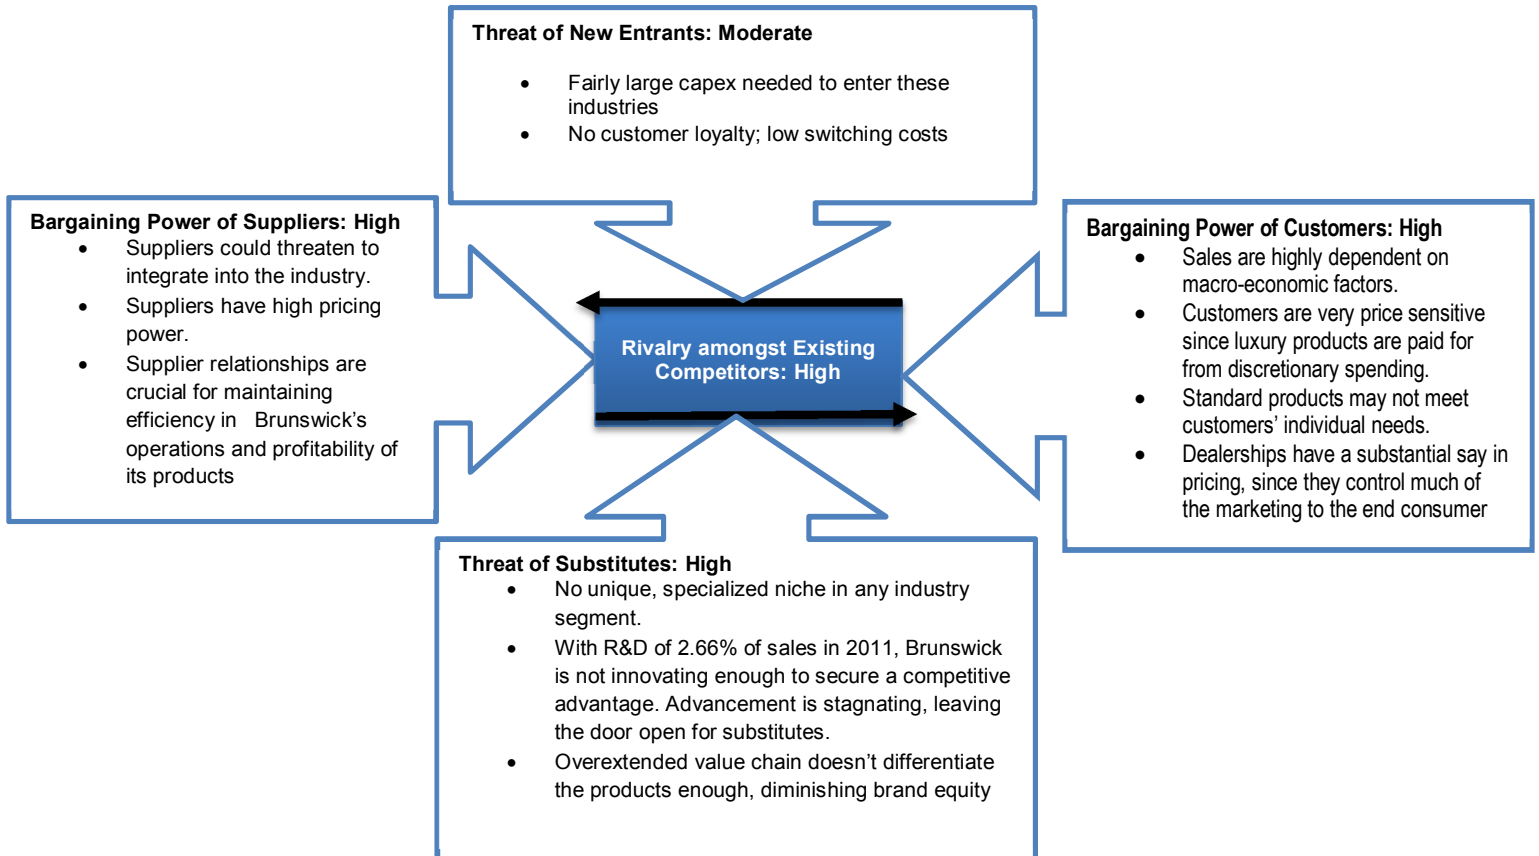 Threat of New Entrants: Moderate
• Fairly large capex needed to enter these
industries
• No customer loyalty; low switching costs
Bargaining Power of Suppliers: High
• Suppliers could threaten to
integrate into the industry.
• Suppliers have high pricing
power.
• Supplier relationships are
crucial for maintaining
efficiency in Brunswick's
operations and profitability of
its products
Rivalry amongst Existing
Competitors: High
Bargaining Power of Customers: High
• Sales are highly dependent on
macro-economic factors.
• Customers are very price sensitive
since luxury products are paid for
from discretionary spending.
• Standard products may not meet
customers' individual needs.
• Dealerships have a substantial say in
pricing, since they control much of
the marketing to the end consumer
Threat of Substitutes: High
• No unique, specialized niche in any industry
segment.
• With R&D of 2.66% of sales in 2011, Brunswick
is not innovating enough to secure a competitive
advantage. Advancement is stagnating, leaving
the door open for substitutes.
• Overextended value chain doesn't differentiate
the products enough, diminishing brand equity